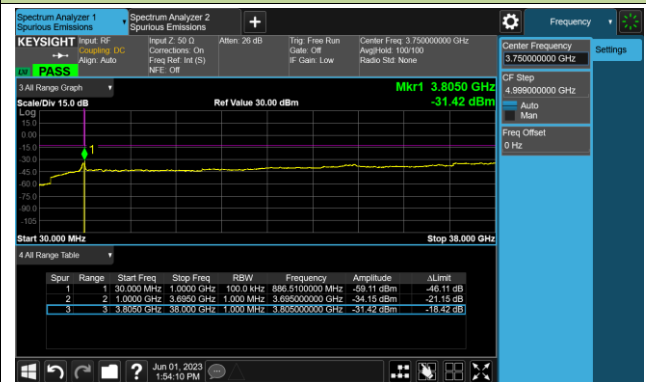 Spectrum Analyzer 1
Spurious Emissions
Spectrum Analyzer 2
Spurious Emissions
Frequency
KEYSIGHT
Input: RF
Coupling: DC
Align: Auto
Input Z: 50 Ω
Corrections: On
Freq Ref: Int (S)
NFE: Off
Atten: 26 dB
Trig: Free Run
Gate: Off
IF Gain: Low
Center Freq: 3.750000000 GHz
Avg|Hold: 100/100
Radio Std: None
LW PASS
Center Frequency
3.750000000 GHz
Settings
CF Step
4.999000000 GHz
Auto
Man
Freq Offset
0 Hz
3 All Range Graph
Mkr1 3.8050 GHz
-31.42 dBm
Scale/Div 15.0 dB
Ref Value 30.00 dBm
Log
15.0
0.00
-15.0
-30.0
-45.0
-60.0
-75.0
-90.0
-105
1
Start 30.000 MHz
Stop 38.000 GHz
4 All Range Table
Spur Range Start Freq Stop Freq RBW Frequency Amplitude ΔLimit
1 1 30.000 MHz 1.0000 GHz 100.0 kHz 886.5100000 MHz -59.11 dBm -46.11 dB
2 2 1.0000 GHz 3.6950 GHz 1.000 MHz 3.695000000 GHz -34.15 dBm -21.15 dB
3 3 3.8050 GHz 38.000 GHz 1.000 MHz 3.805000000 GHz -31.42 dBm -18.42 dB
Jun 01, 2023
1:54:10 PM